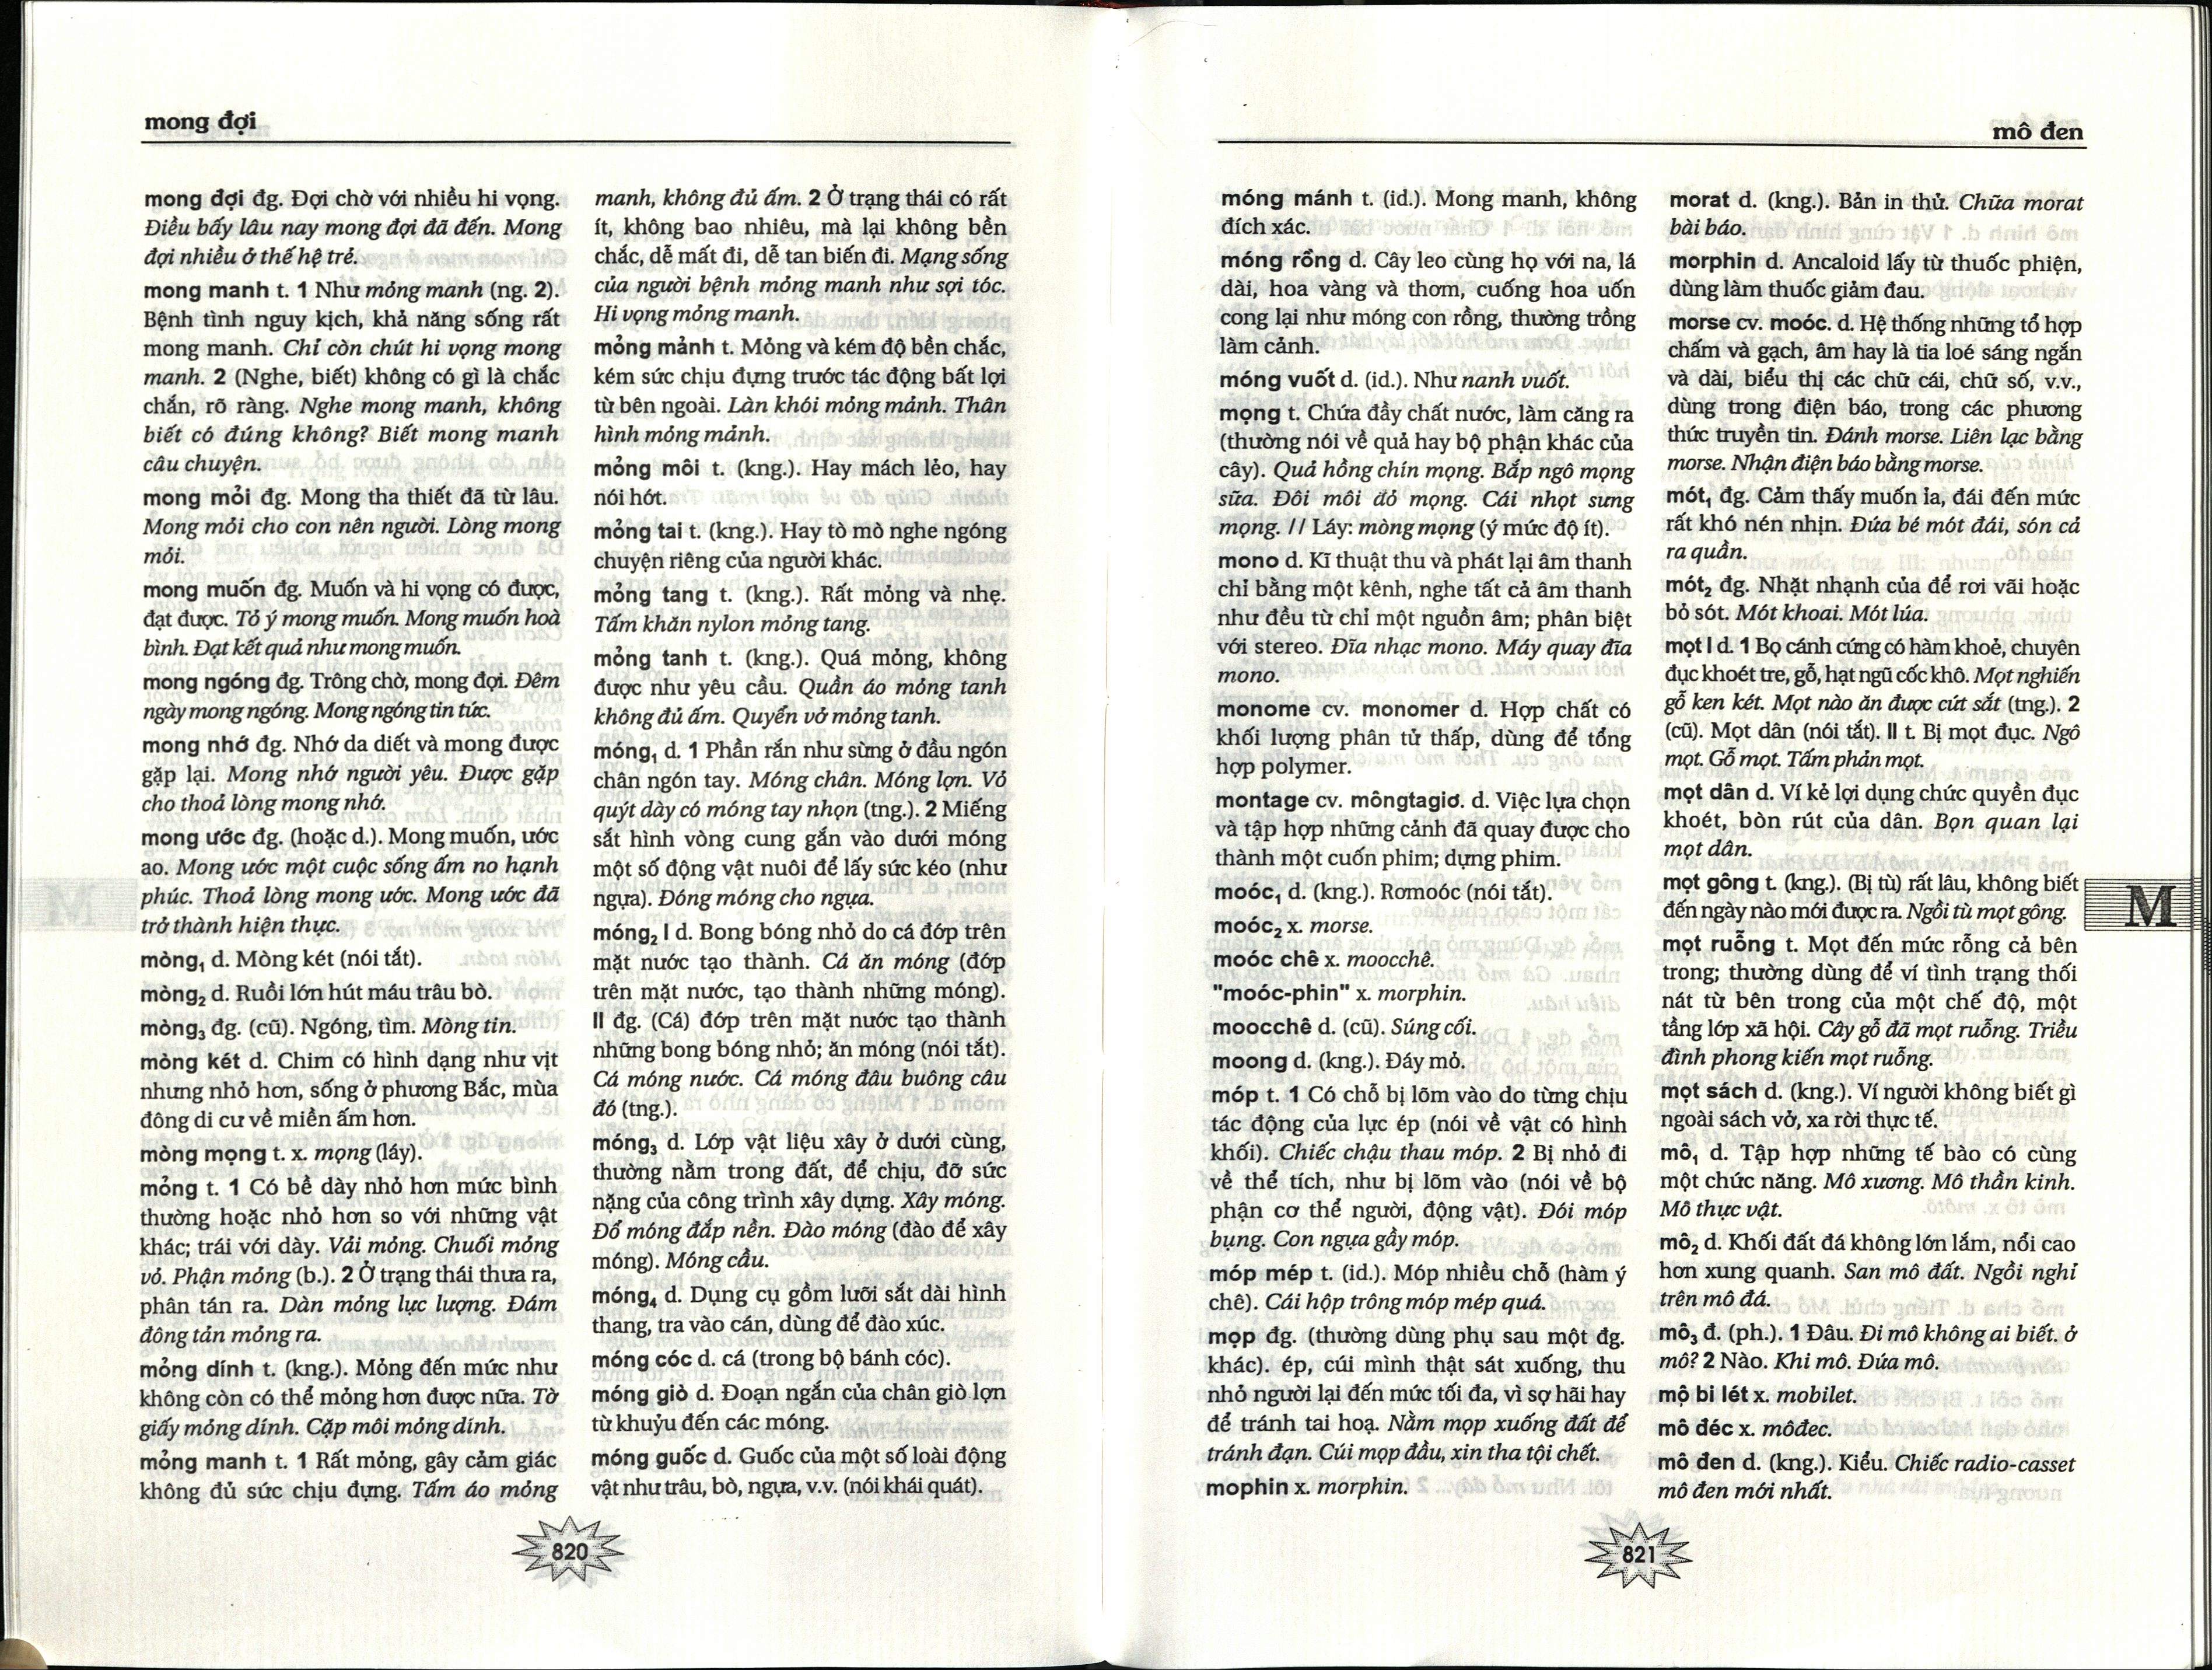 mong đợi
mong đợi đg. Đợi chờ với nhiều hi vọng.
Điều bấy lâu nay mong đợi đã đến. Mong
đợi nhiều ở thế hệ trẻ.
mong manh t. 1 Như mỏng manh (ng. 2).
Bệnh tình nguy kịch, khả năng sống rất
mong manh. Chỉ còn chút hi vọng mong
manh. 2 (Nghe, biết) không có gì là chắc
chắn, rõ ràng. Nghe mong manh, không
biết có đúng không? Biết mong manh
câu chuyện.
mong mỏi đg. Mong tha thiết đã từ lâu.
Mong mỏi cho con nên người. Lòng mong
mỏi.
mong muốn đg. Muốn và hi vọng có được,
đạt được. Tỏ ý mong muốn. Mong muốn hoà
bình. Đạt kết quả như mong muốn.
mong ngóng đg. Trông chờ, mong đợi. Đêm
ngày mong ngóng. Mong ngóng tin tức.
mong nhớ đg. Nhớ da diết và mong được
gặp lại. Mong nhớ người yêu. Được gặp
cho thoả lòng mong nhớ.
mong ước đg. (hoặc d.). Mong muốn, ước
ao. Mong ước một cuộc sống ấm no hạnh
phúc. Thoả lòng mong ước. Mong ước đã
trở thành hiện thực.
mòng₁ d. Mòng két (nói tắt).
mòng₂ d. Ruồi lớn hút máu trâu bò.
mòng₃ đg. (cũ). Ngóng, tìm. Mòng tin.
mòng két d. Chim có hình dạng như vịt
nhưng nhỏ hơn, sống ở phương Bắc, mùa
đông di cư về miền ấm hơn.
mòng mọng t. x. mọng (láy).
mỏng t. 1 Có bề dày nhỏ hơn mức bình
thường hoặc nhỏ hơn so với những vật
khác; trái với dày. Vải mỏng. Chuối mỏng
vỏ. Phận mỏng (b.). 2 Ở trạng thái thưa ra,
phân tán ra. Dàn mỏng lực lượng. Đám
đông tản mỏng ra.
mỏng dính t. (kng.). Mỏng đến mức như
không còn có thể mỏng hơn được nữa. Tờ
giấy mỏng dính. Cặp môi mỏng dính.
mỏng manh t. 1 Rất mỏng, gây cảm giác
không đủ sức chịu đựng. Tấm áo mỏng
manh, không đủ ấm. 2 Ở trạng thái có rất
ít, không bao nhiêu, mà lại không bền
chắc, dễ mất đi, dễ tan biến đi. Mạng sống
của người bệnh mỏng manh như sợi tóc.
Hi vọng mỏng manh.
mỏng mảnh t. Mỏng và kém độ bền chắc,
kém sức chịu đựng trước tác động bất lợi
từ bên ngoài. Làn khói mỏng mảnh. Thân
hình mỏng mảnh.
mỏng môi t. (kng.). Hay mách lẻo, hay
nói hớt.
mỏng tai t. (kng.). Hay tò mò nghe ngóng
chuyện riêng của người khác.
mỏng tang t. (kng.). Rất mỏng và nhẹ.
Tấm khăn nylon mỏng tang.
mỏng tanh t. (kng.). Quá mỏng, không
được như yêu cầu. Quần áo mỏng tanh
không đủ ấm. Quyển vở mỏng tanh.
móng₁ d. 1 Phần rắn như sừng ở đầu ngón
chân ngón tay. Móng chân. Móng lợn. Vỏ
quýt dày có móng tay nhọn (tng.). 2 Miếng
sắt hình vòng cung gắn vào dưới móng
một số động vật nuôi để lấy sức kéo (như
ngựa). Đóng móng cho ngựa.
móng₂ I d. Bong bóng nhỏ do cá đớp trên
mặt nước tạo thành. Cá ăn móng (đớp
trên mặt nước, tạo thành những móng).
II đg. (Cá) đớp trên mặt nước tạo thành
những bong bóng nhỏ; ăn móng (nói tắt).
Cá móng nước. Cá móng đâu buông câu
đó (tng.).
móng₃ d. Lớp vật liệu xây ở dưới cùng,
thường nằm trong đất, để chịu, đỡ sức
nặng của công trình xây dựng. Xây móng.
Đổ móng đắp nền. Đào móng (đào để xây
móng). Móng cầu.
móng₄ d. Dụng cụ gồm lưỡi sắt dài hình
thang, tra vào cán, dùng để đào xúc.
móng cóc d. cá (trong bộ bánh cóc).
móng giò d. Đoạn ngắn của chân giò lợn
từ khuỷu đến các móng.
móng guốc d. Guốc của một số loài động
vật như trâu, bò, ngựa, v.v. (nói khái quát).
820
mô đen
móng mánh t. (id.). Mong manh, không
đích xác.
móng rồng d. Cây leo cùng họ với na, lá
dài, hoa vàng và thơm, cuống hoa uốn
cong lại như móng con rồng, thường trồng
làm cảnh.
móng vuốt d. (id.). Như nanh vuốt.
mọng t. Chứa đầy chất nước, làm căng ra
(thường nói về quả hay bộ phận khác của
cây). Quả hồng chín mọng. Bắp ngô mọng
sữa. Đôi môi đỏ mọng. Cái nhọt sưng
mọng. // Láy: mòng mọng (ý mức độ ít).
mono d. Kĩ thuật thu và phát lại âm thanh
chỉ bằng một kênh, nghe tất cả âm thanh
như đều từ chỉ một nguồn âm; phân biệt
với stereo. Đĩa nhạc mono. Máy quay đĩa
mono.
monome cv. monomer d. Hợp chất có
khối lượng phân tử thấp, dùng để tổng
hợp polymer.
montage cv. môngtagiơ. d. Việc lựa chọn
và tập hợp những cảnh đã quay được cho
thành một cuốn phim; dựng phim.
moóc₁ d. (kng.). Romoóc (nói tắt).
moóc₂ x. morse.
moóc chê x. moocchê.
"moóc-phin" x. morphin.
moocchê d. (cũ). Súng cối.
moong d. (kng.). Đáy mỏ.
móp t. 1 Có chỗ bị lõm vào do từng chịu
tác động của lực ép (nói về vật có hình
khối). Chiếc chậu thau móp. 2 Bị nhỏ đi
về thể tích, như bị lõm vào (nói về bộ
phận cơ thể người, động vật). Đói móp
bụng. Con ngựa gầy móp.
móp mép t. (id.). Móp nhiều chỗ (hàm ý
chê). Cái hộp trông móp mép quá.
mọp đg. (thường dùng phụ sau một đg.
khác). ép, cúi mình thật sát xuống, thu
nhỏ người lại đến mức tối đa, vì sợ hãi hay
để tránh tai hoạ. Nằm mọp xuống đất để
tránh đạn. Cúi mọp đầu, xin tha tội chết.
mophin x. morphin.
morat d. (kng.). Bản in thử. Chữa morat
bài báo.
morphin d. Ancaloid lấy từ thuốc phiện,
dùng làm thuốc giảm đau.
morse cv. moóc. d. Hệ thống những tổ hợp
chấm và gạch, âm hay là tia loé sáng ngắn
và dài, biểu thị các chữ cái, chữ số, v.v.,
dùng trong điện báo, trong các phương
thức truyền tin. Đánh morse. Liên lạc bằng
morse. Nhận điện báo bằng morse.
mót₁ đg. Cảm thấy muốn ỉa, đái đến mức
rất khó nén nhịn. Đứa bé mót đái, són cả
ra quần.
mót₂ đg. Nhặt nhạnh của để rơi vãi hoặc
bỏ sót. Mót khoai. Mót lúa.
mọt I d. 1 Bọ cánh cứng có hàm khoẻ, chuyên
đục khoét tre, gỗ, hạt ngũ cốc khô. Mọt nghiến
gỗ ken két. Mọt nào ăn được cứt sắt (tng.). 2
(cũ). Mọt dân (nói tắt). II t. Bị mọt đục. Ngô
mọt. Gỗ mọt. Tấm phản mọt.
mọt dân d. Ví kẻ lợi dụng chức quyền đục
khoét, bòn rút của dân. Bọn quan lại
mọt dân.
mọt gông t. (kng.). (Bị tù) rất lâu, không biết
đến ngày nào mới được ra. Ngồi tù mọt gông.
mọt ruỗng t. Mọt đến mức rỗng cả bên
trong; thường dùng để ví tình trạng thối
nát từ bên trong của một chế độ, một
tầng lớp xã hội. Cây gỗ đã mọt ruỗng. Triều
đình phong kiến mọt ruỗng.
mọt sách d. (kng.). Ví người không biết gì
ngoài sách vở, xa rời thực tế.
mô₁ d. Tập hợp những tế bào có cùng
một chức năng. Mô xương. Mô thần kinh.
Mô thực vật.
mô₂ d. Khối đất đá không lớn lắm, nổi cao
hơn xung quanh. San mô đất. Ngồi nghỉ
trên mô đá.
mô₃ đ. (ph.). 1 Đâu. Đi mô không ai biết. ở
mô? 2 Nào. Khi mô. Đứa mô.
mô bi lét x. mobilet.
mô đéc x. môđec.
mô đen d. (kng.). Kiểu. Chiếc radio-casset
mô đen mới nhất.
M
821